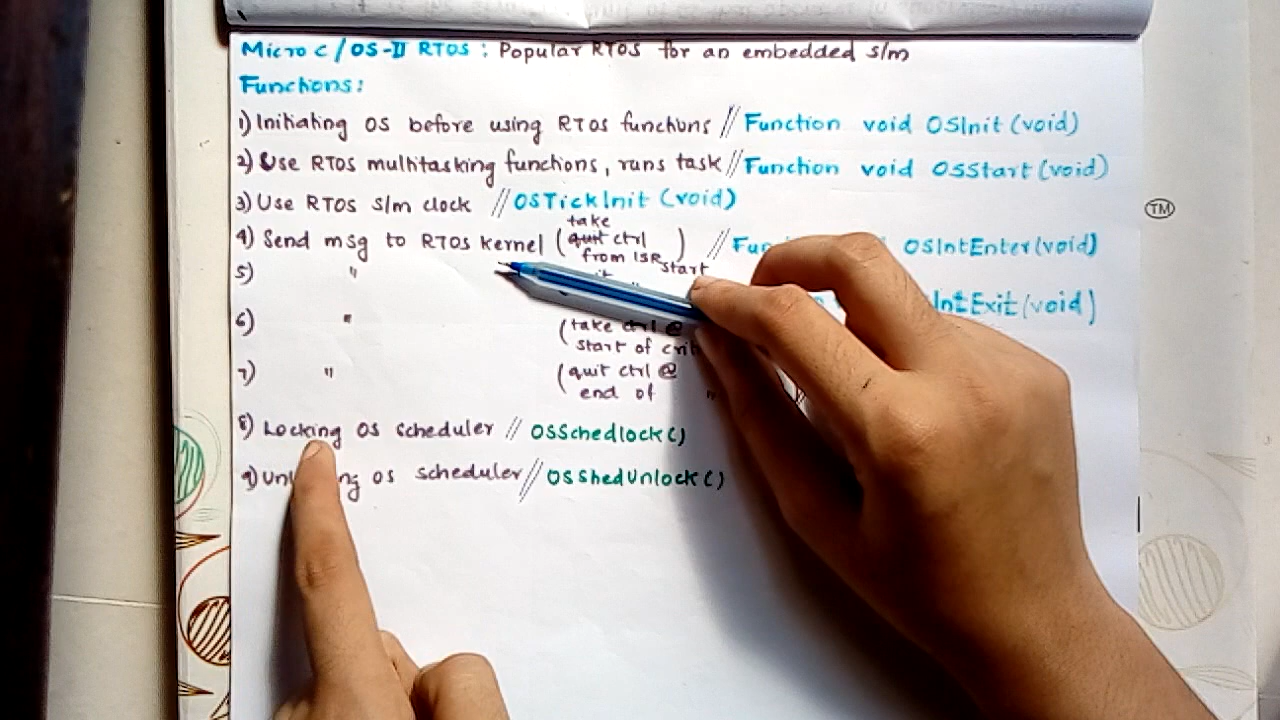 Micro C/OS-II RTOS : Popular RTOS for an embedded s/m
Functions:
1) Initiating OS before using RTOS functions // Function void OSInit (void)
2) Use RTOS multitasking functions, runs task // Function void OSStart (void)
3) Use RTOS s/m clock // OSTickInit (void)
4) Send msg to RTOS kernel (take ctrl from ISR start) // OSIntEnter (void)
5) " IntExit (void)
6) " (take ctrl @ start of
7) " (quit ctrl @ end of "
8) Locking OS scheduler // OSSchedlock ()
9) OS scheduler // OSShedUnlock ()
TM